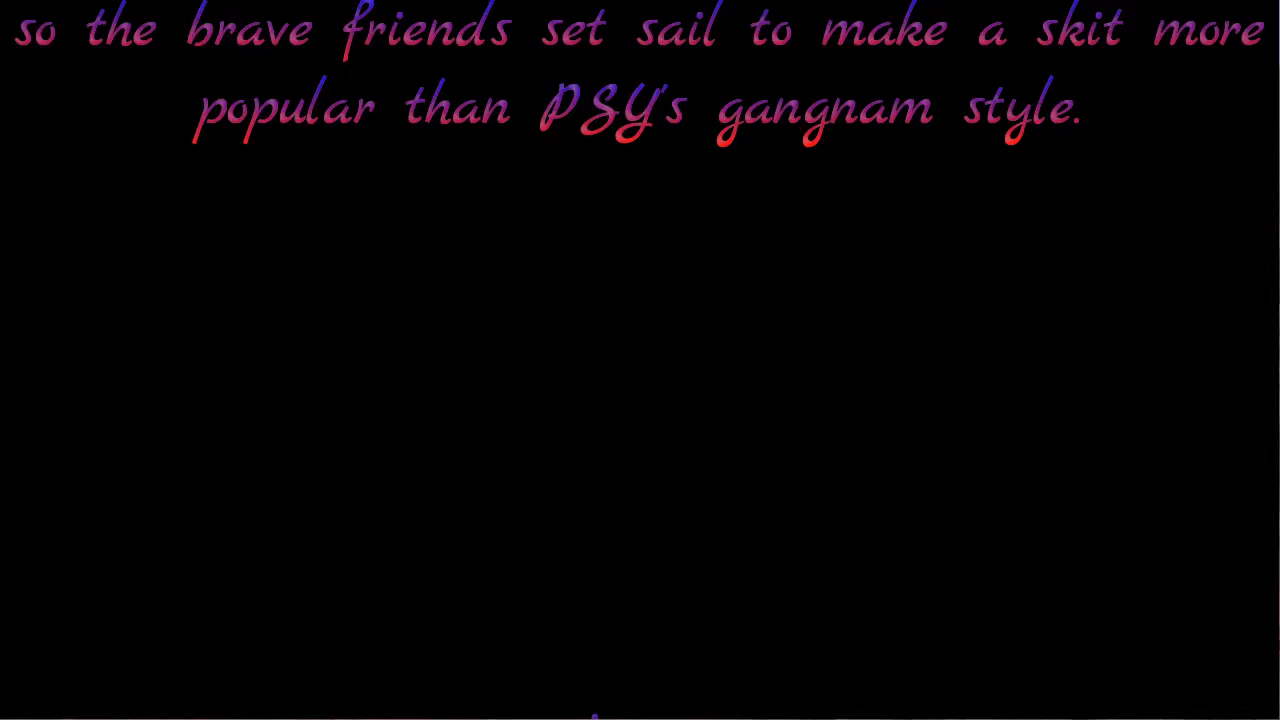 so the brave friends set sail to make a skit more
popular than PSY's gangnam style.